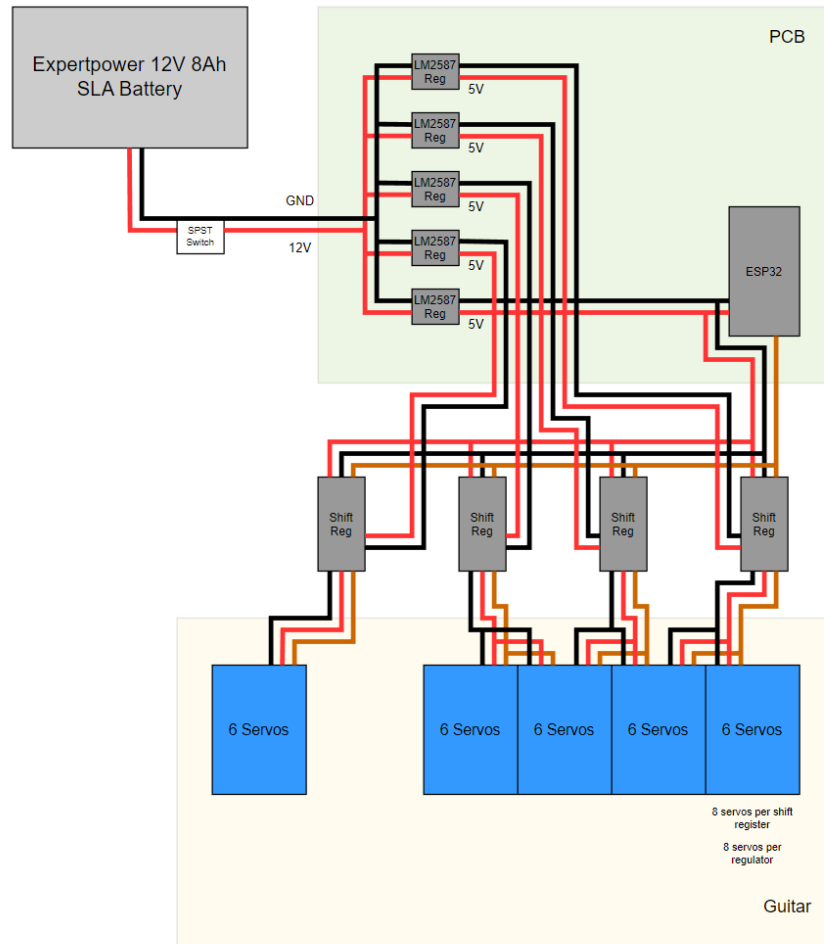 PCB
Expertpower 12V 8Ah
SLA Battery
LM2587
Reg
5V
LM2587
Reg
5V
LM2587
Reg
5V
GND
SPST
Switch
12V
LM2587
Reg
5V
ESP32
LM2587
Reg
5V
Shift
Reg
Shift
Reg
Shift
Reg
Shift
Reg
6 Servos
6 Servos
6 Servos
6 Servos
6 Servos
8 servos per shift
register
8 servos per
regulator
Guitar